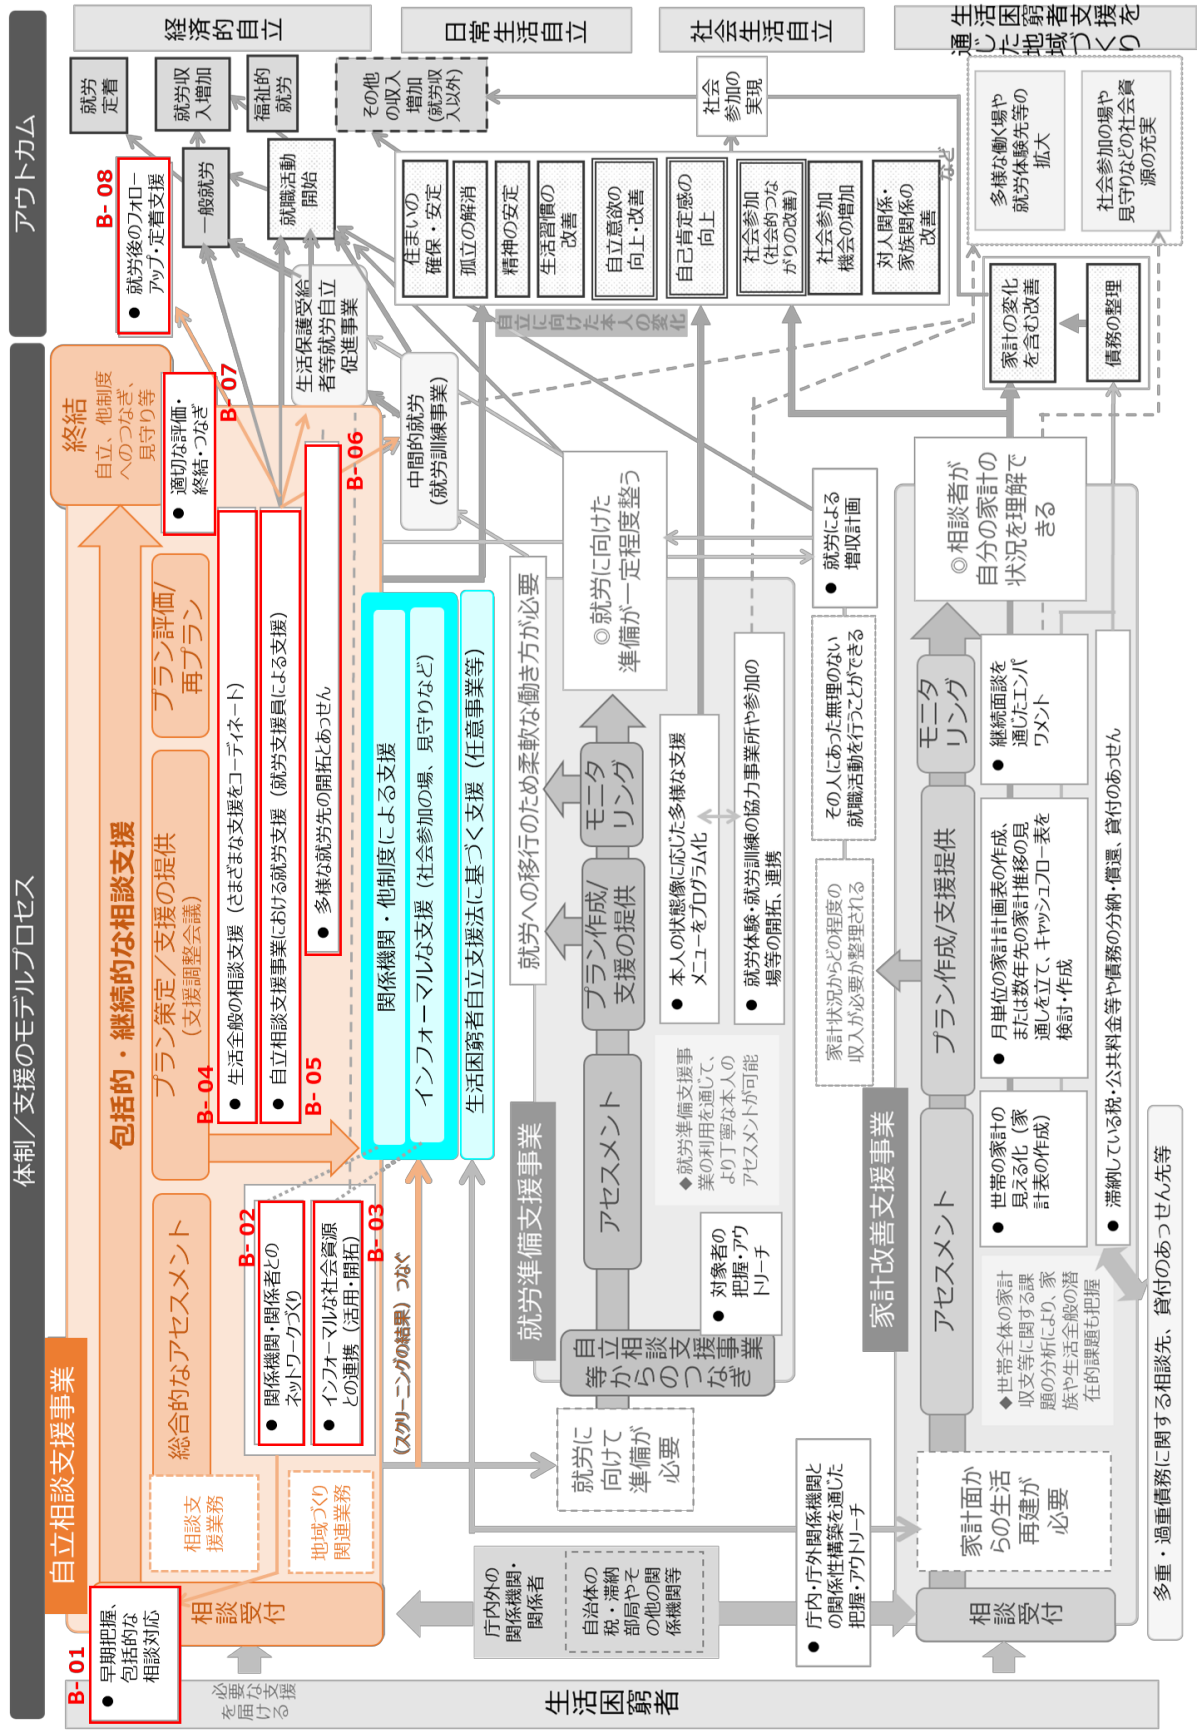 体制／支援のモデルプロセス
アウトカム
自立相談支援事業
B-01
● 早期把握、
包括的な
相談対応
相談受付
必要な支援
を届ける
生活困窮者
包括的・継続的な相談支援
総合的なアセスメント
プラン策定／支援の提供
（支援調整会議）
プラン評価/
再プラン
終結
自立、他制度
へのつなぎ、
見守り等
相談支
援業務
地域づくり
関連業務
B-02
● 関係機関・関係者との
ネットワークづくり
● インフォーマルな社会資源
との連携（活用・開拓）
B-03
B-04
● 生活全般の相談支援（さまざまな支援をコーディネート)
● 自立相談支援事業における就労支援（就労支援員による支援)
B-05
● 多様な就労先の開拓とあっせん
B-06
● 適切な評価・
終結・つなぎ
B-07
B-08
● 就労後のフォロー
アップ・定着支援
関係機関・他制度による支援
インフォーマルな支援（社会参加の場、見守りなど）
生活困窮者自立支援法に基づく支援（任意事業等）
（スクリーニングの結果）つなぐ
就労に
向けて
準備が
必要
就労準備支援事業
自立相談支援事業
等からのつなぎ
● 対象者の
把握・アウ
トリーチ
アセスメント
プラン作成/
支援の提供
モニタ
リング
就労への移行のため柔軟な働き方が必要
◎就労に向けた
準備が一定程度整う
◆就労準備支援事
業の利用を通じて、
より丁寧な本人の
アセスメントが可能
● 本人の状態像に応じた多様な支援
メニューをプログラム化
● 就労体験・就労訓練の協力事業所や参加の
場等の開拓、連携
中間的就労
（就労訓練事業）
生活保護受給
者等就労自立
促進事業
庁内外の
関係機関・
関係者
自治体の
税・滞納
部局やそ
の他の関
係機関等
● 庁内・庁外関係機関と
の関係性構築を通じた
把握・アウトリーチ
家計状況からどの程度の
収入が必要か整理される
その人にあった無理のない
就職活動を行うことができる
● 就労による
増収計画
家計改善支援事業
相談受付
家計面か
らの生活
再建が
必要
アセスメント
プラン作成/支援提供
モニタ
リング
◎相談者が
自分の家計の
状況を理解で
きる
◆世帯全体の家計
収支等に関する課
題の分析により、家
族や生活全般の潜
在的課題も把握
● 世帯の家計の
見える化（家
計表の作成）
● 月単位の家計計画表の作成、
または数年先の家計推移の見
通しを立て、キャッシュフロー表を
検討・作成
● 継続面談を
通じたエンパ
ワメント
● 滞納している税・公共料金等や債務の分納・償還、貸付のあっせん
多重・過重債務に関する相談先、貸付のあっせん先等
就労
定着
就労収
入増加
福祉的
就労
一般就労
就職活動
開始
その他
の収入
増加
（就労収
入以外）
社会
参加の
実現
住まいの
確保・安定
孤立の解消
精神の安定
生活習慣の
改善
自立意欲の
向上・改善
自己肯定感の
向上
社会参加
（社会的つな
がりの改善）
社会参加
機会の増加
対人関係・
家族関係の
改善
など
自立に向けた本人の変化
家計の変化
を含む改善
債務の整理
多様な働く場や
就労体験先等の
拡大
社会参加の場や
見守りなどの社会資
源の充実
経済的自立
日常生活自立
社会生活自立
生活困窮者支援を
通じた地域づくり